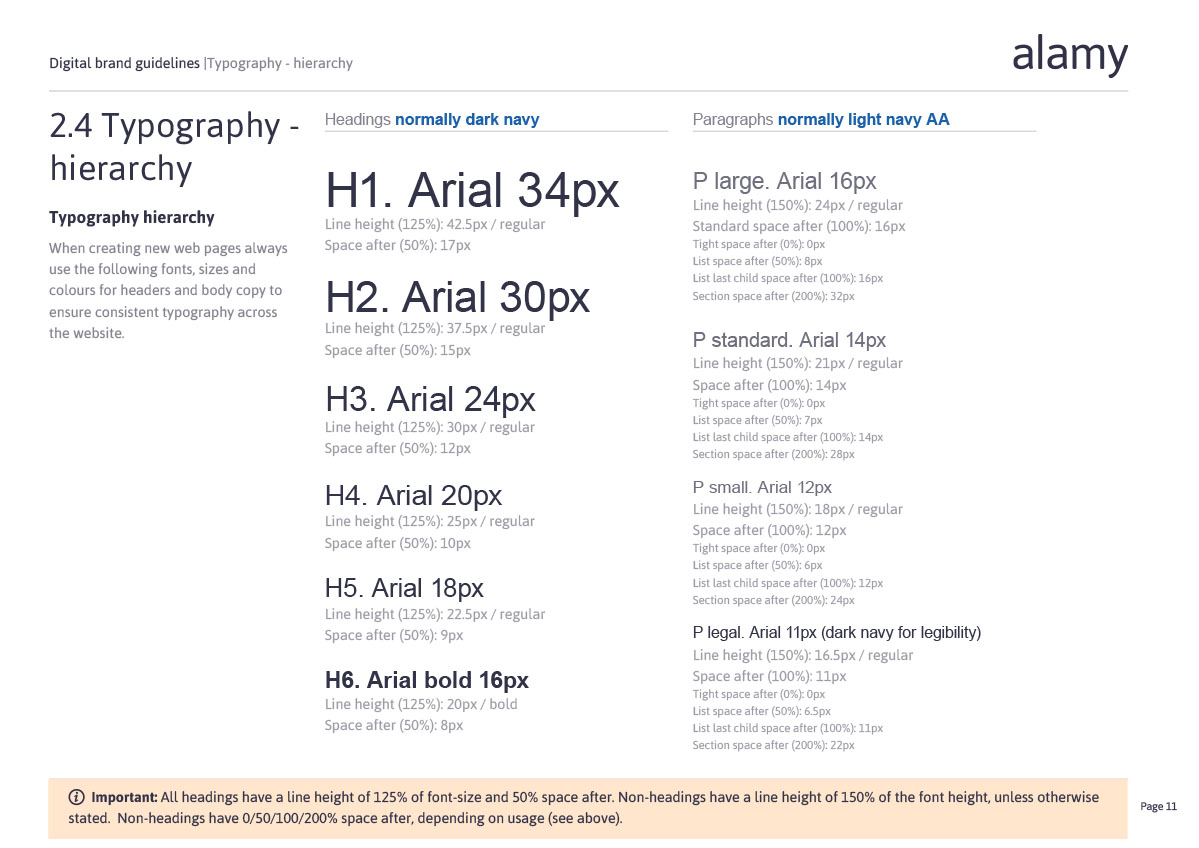 Digital brand guidelines |Typography - hierarchy
alamy
2.4 Typography -
hierarchy
Typography hierarchy
When creating new web pages always
use the following fonts, sizes and
colours for headers and body copy to
ensure consistent typography across
the website.
Headings normally dark navy
H1. Arial 34px
Line height (125%): 42.5px / regular
Space after (50%): 17px
H2. Arial 30px
Line height (125%): 37.5px / regular
Space after (50%): 15px
H3. Arial 24px
Line height (125%): 30px / regular
Space after (50%): 12px
H4. Arial 20px
Line height (125%): 25px / regular
Space after (50%): 10px
H5. Arial 18px
Line height (125%): 22.5px / regular
Space after (50%): 9px
H6. Arial bold 16px
Line height (125%): 20px / bold
Space after (50%): 8px
Paragraphs normally light navy AA
P large. Arial 16px
Line height (150%): 24px / regular
Standard space after (100%): 16px
Tight space after (0%): 0px
List space after (50%): 8px
List last child space after (100%): 16px
Section space after (200%): 32px
P standard. Arial 14px
Line height (150%): 21px / regular
Space after (100%): 14px
Tight space after (0%): 0px
List space after (50%): 7px
List last child space after (100%): 14px
Section space after (200%): 28px
P small. Arial 12px
Line height (150%): 18px / regular
Space after (100%): 12px
Tight space after (0%): 0px
List space after (50%): 6px
List last child space after (100%): 12px
Section space after (200%): 24px
P legal. Arial 11px (dark navy for legibility)
Line height (150%): 16.5px / regular
Space after (100%): 11px
Tight space after (0%): 0px
List space after (50%): 6.5px
List last child space after (100%): 11px
Section space after (200%): 22px
Important: All headings have a line height of 125% of font-size and 50% space after. Non-headings have a line height of 150% of the font height, unless otherwise
stated. Non-headings have 0/50/100/200% space after, depending on usage (see above).
Page 11